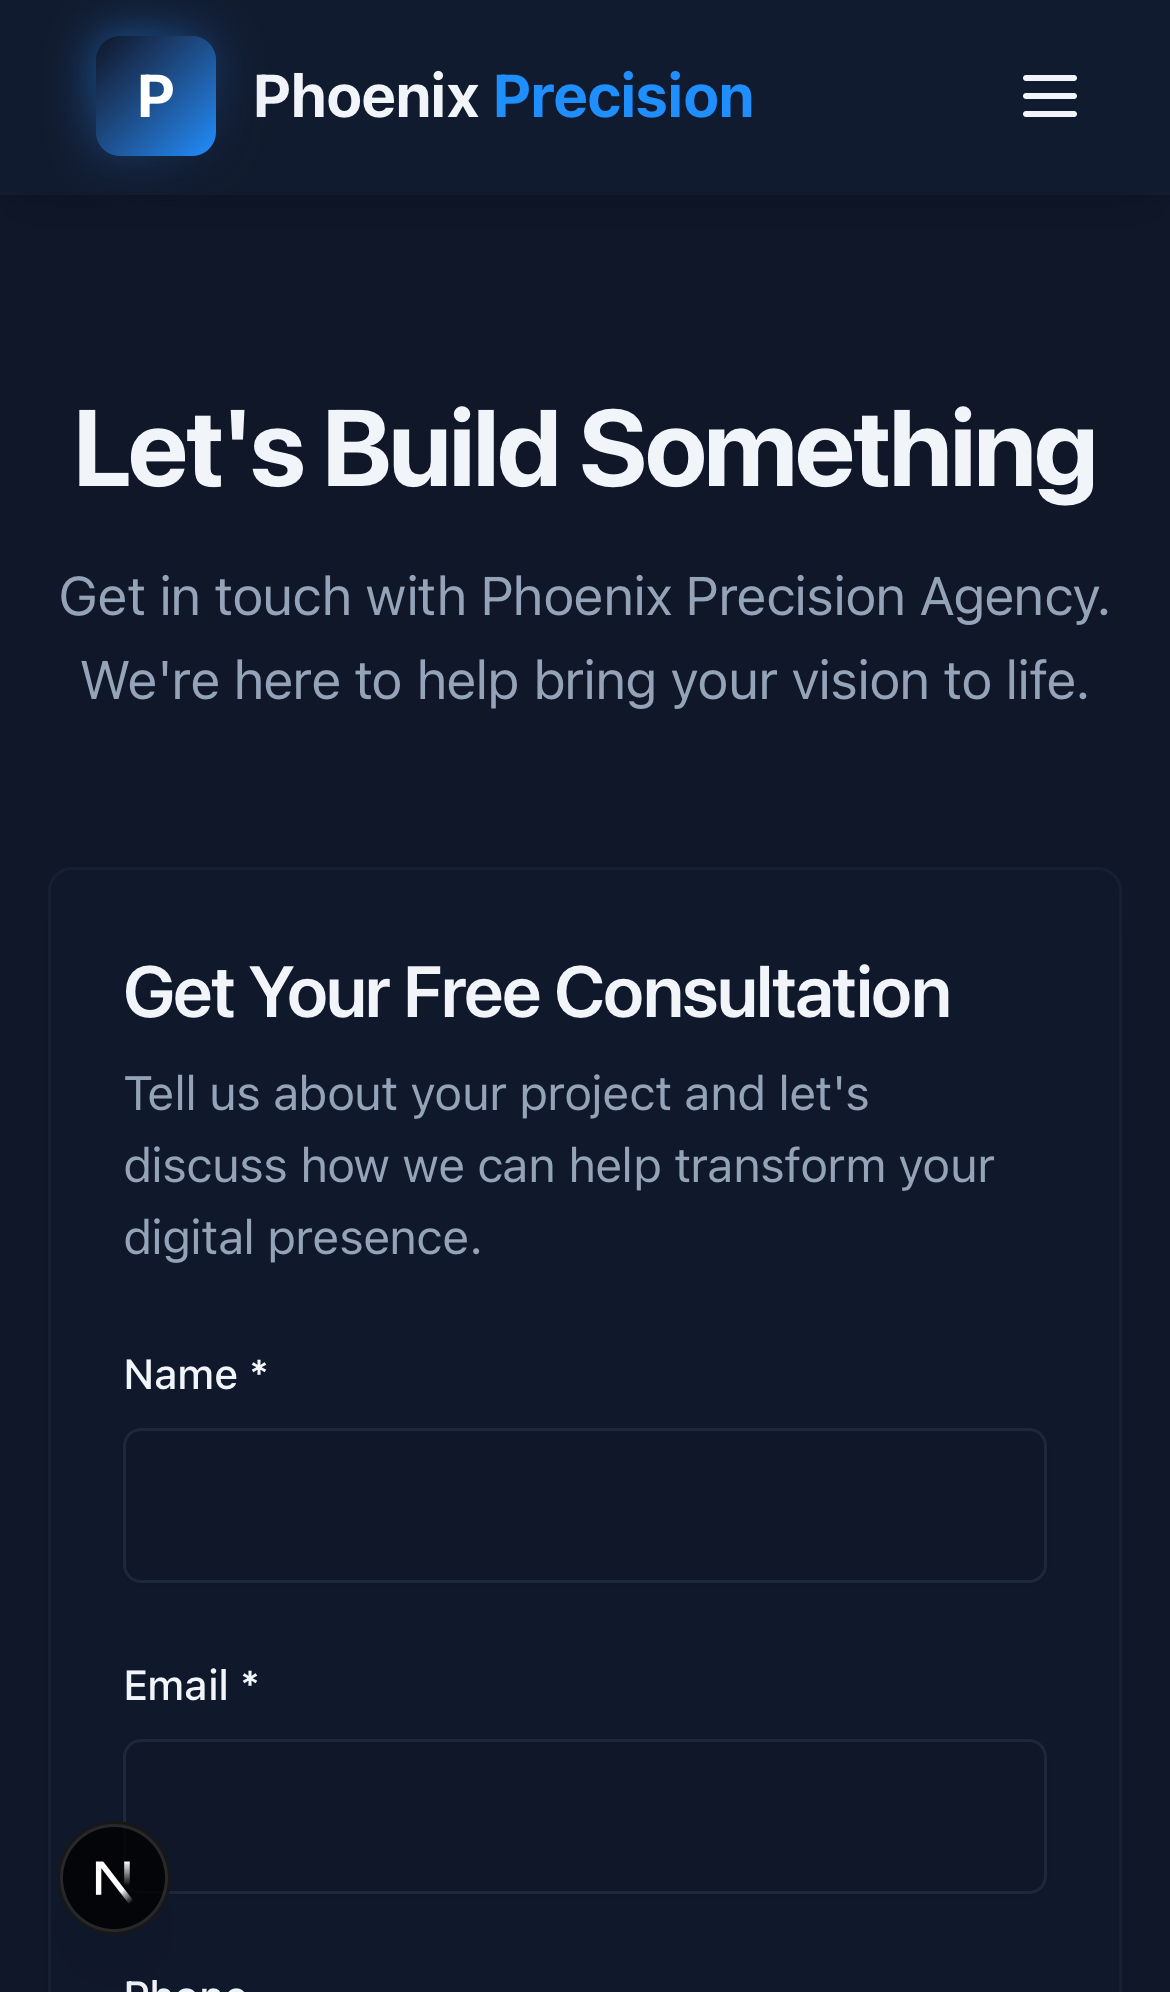 P
Phoenix Precision
Let's Build Something
Get in touch with Phoenix Precision Agency.
We're here to help bring your vision to life.
Get Your Free Consultation
Tell us about your project and let's
discuss how we can help transform your
digital presence.
Name *
Email *
N
Phone